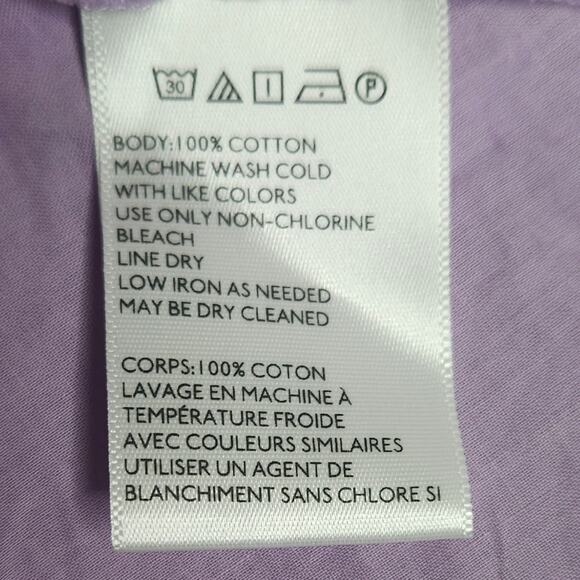 30 P
BODY:100% COTTON
MACHINE WASH COLD
WITH LIKE COLORS
USE ONLY NON-CHLORINE
BLEACH
LINE DRY
LOW IRON AS NEEDED
MAY BE DRY CLEANED
CORPS:100% COTON
LAVAGE EN MACHINE À
TEMPÉRATURE FROIDE
AVEC COULEURS SIMILAIRES
UTILISER UN AGENT DE
BLANCHIMENT SANS CHLORE SI